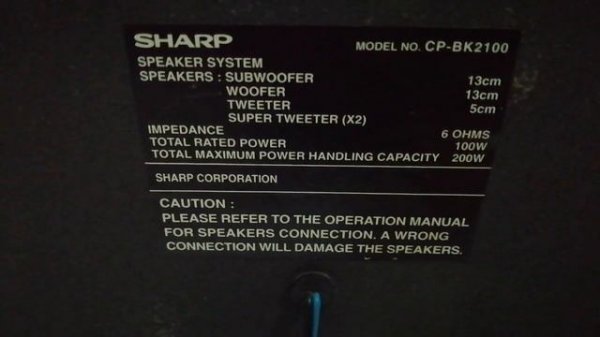 SHARP MODEL NO. CP-BK2100
SPEAKER SYSTEM
SPEAKERS : SUBWOOFER 13cm
WOOFER 13cm
TWEETER 5cm
SUPER TWEETER (X2)
IMPEDANCE 6 OHMS
TOTAL RATED POWER 100W
TOTAL MAXIMUM POWER HANDLING CAPACITY 200W
SHARP CORPORATION
CAUTION :
PLEASE REFER TO THE OPERATION MANUAL
FOR SPEAKERS CONNECTION. A WRONG
CONNECTION WILL DAMAGE THE SPEAKERS.